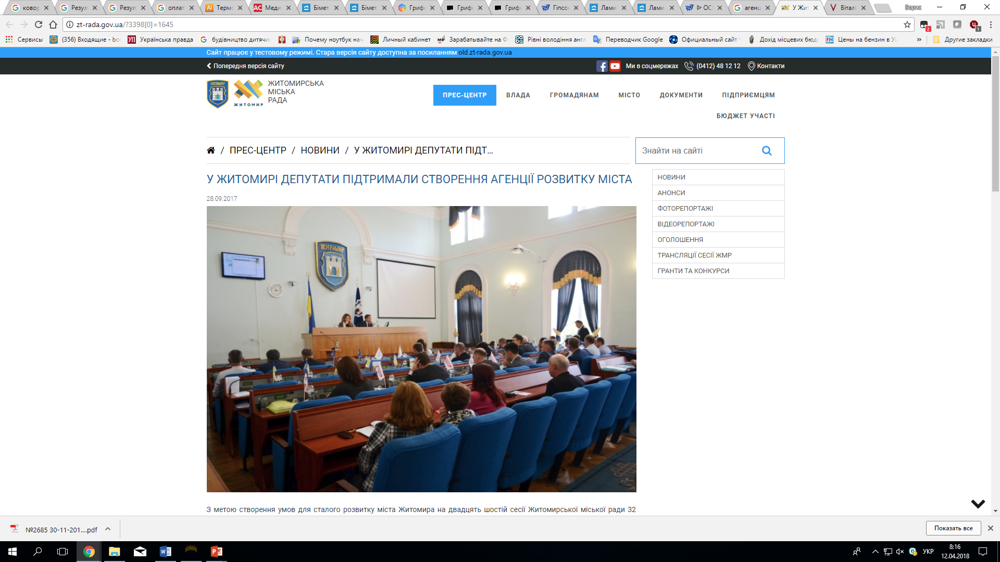 ковор
Резул
Резул
оплат
Термо
Меди
Бімет
Бімет
Грифе
Грифе
Грифе
Гіпсо
Лами
Лами
ᐈ ОС
агенц
У Жит
Віталі
Борис
zt-rada.gov.ua/?3398[0]=1645
Сервисы
(356) Входящие - bo
Українська правда
будівництво дитячи
Почему ноутбук нач
Личный кабинет
Зарабатывайте на Ф
Рівні володіння англ
Переводчик Google
Официальный сайт
Дохід місцевих бюд
Цены на бензин в У
»
Другие закладки
Сайт працює у тестовому режимі. Стара версія сайту доступна за посиланням old.zt-rada.gov.ua
Попередня версія сайту
Ми в соцмережах
(0412) 48 12 12
Контакти
ЖИТОМИР
ЖИТОМИР
ЖИТОМИРСЬКА
МІСЬКА
РАДА
ПРЕС-ЦЕНТР
ВЛАДА
ГРОМАДЯНАМ
МІСТО
ДОКУМЕНТИ
ПІДПРИЄМЦЯМ
БЮДЖЕТ УЧАСТІ
/ ПРЕС-ЦЕНТР / НОВИНИ / У ЖИТОМИРІ ДЕПУТАТИ ПІДТ...
Знайти на сайті
У ЖИТОМИРІ ДЕПУТАТИ ПІДТРИМАЛИ СТВОРЕННЯ АГЕНЦІЇ РОЗВИТКУ МІСТА
28.09.2017
ЖИТОМИР
НОВИНИ
АНОНСИ
ФОТОРЕПОРТАЖІ
ВІДЕОРЕПОРТАЖІ
ОГОЛОШЕННЯ
ТРАНСЛЯЦІЇ СЕСІЇ ЖМР
ГРАНТИ ТА КОНКУРСИ
З метою створення умов для сталого розвитку міста Житомира на двадцять шостій сесії Житомирської міської ради 32
№2685 30-11-201....pdf
Показать все
УКР
8:16
12.04.2018